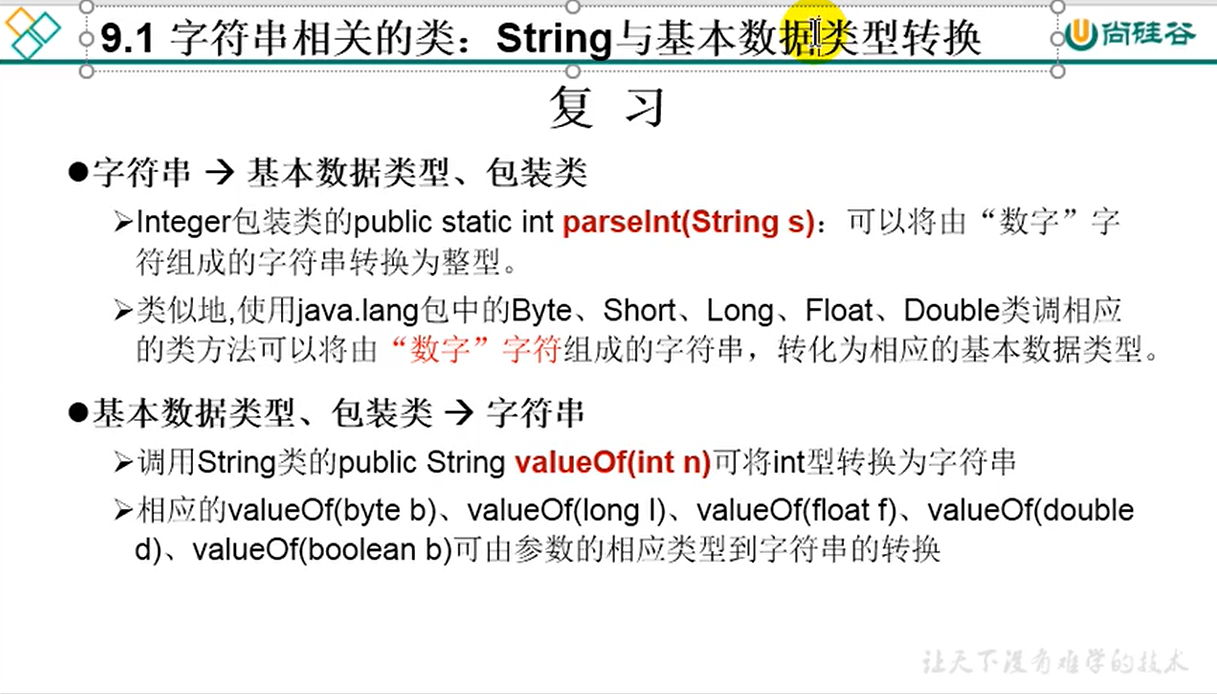 9.1 字符串相关的类：String与基本数据类型转换
尚硅谷
复 习
●字符串 → 基本数据类型、包装类
➢Integer包装类的public static int parseInt(String s)：可以将由“数字”字
符组成的字符串转换为整型。
➢类似地,使用java.lang包中的Byte、Short、Long、Float、Double类调相应
的类方法可以将由“数字”字符组成的字符串，转化为相应的基本数据类型。
●基本数据类型、包装类 → 字符串
➢调用String类的public String valueOf(int n)可将int型转换为字符串
➢相应的valueOf(byte b)、valueOf(long l)、valueOf(float f)、valueOf(double
d)、valueOf(boolean b)可由参数的相应类型到字符串的转换
让天下没有难学的技术